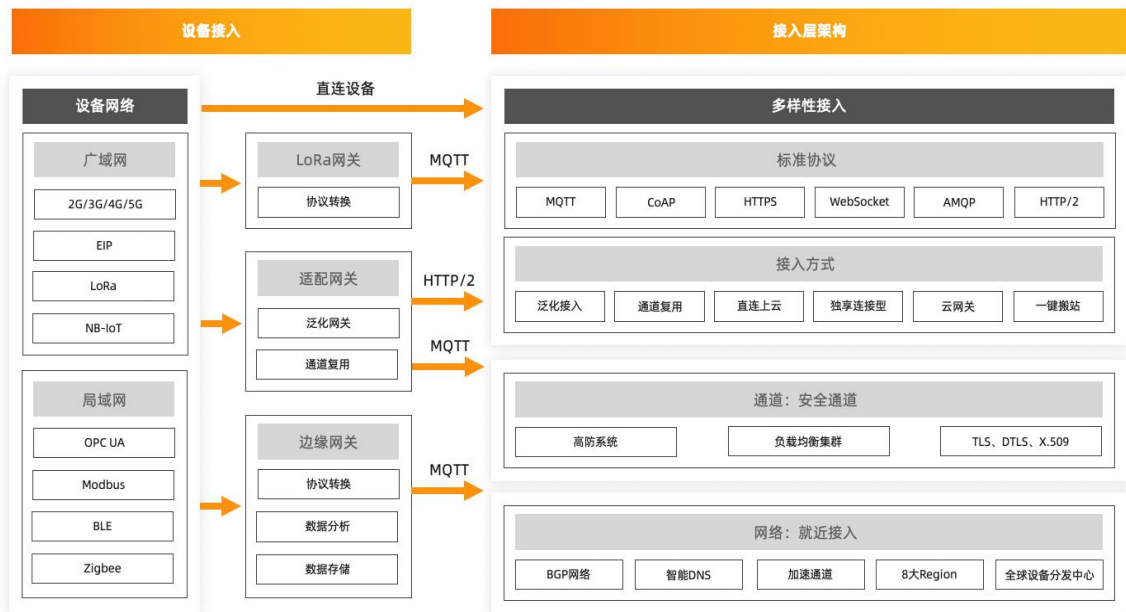 设备接入
接入层架构
设备网络
广域网
2G/3G/4G/5G
EIP
LoRa
NB-IoT
局域网
OPC UA
Modbus
BLE
Zigbee
直连设备
LoRa网关
协议转换
MQTT
适配网关
泛化网关
通道复用
HTTP/2
MQTT
边缘网关
协议转换
数据分析
数据存储
MQTT
多样性接入
标准协议
MQTT
CoAP
HTTPS
WebSocket
AMQP
HTTP/2
接入方式
泛化接入
通道复用
直连上云
独享连接型
云网关
一键搬站
通道：安全通道
高防系统
负载均衡集群
TLS、DTLS、X.509
网络：就近接入
BGP网络
智能DNS
加速通道
8大Region
全球设备分发中心